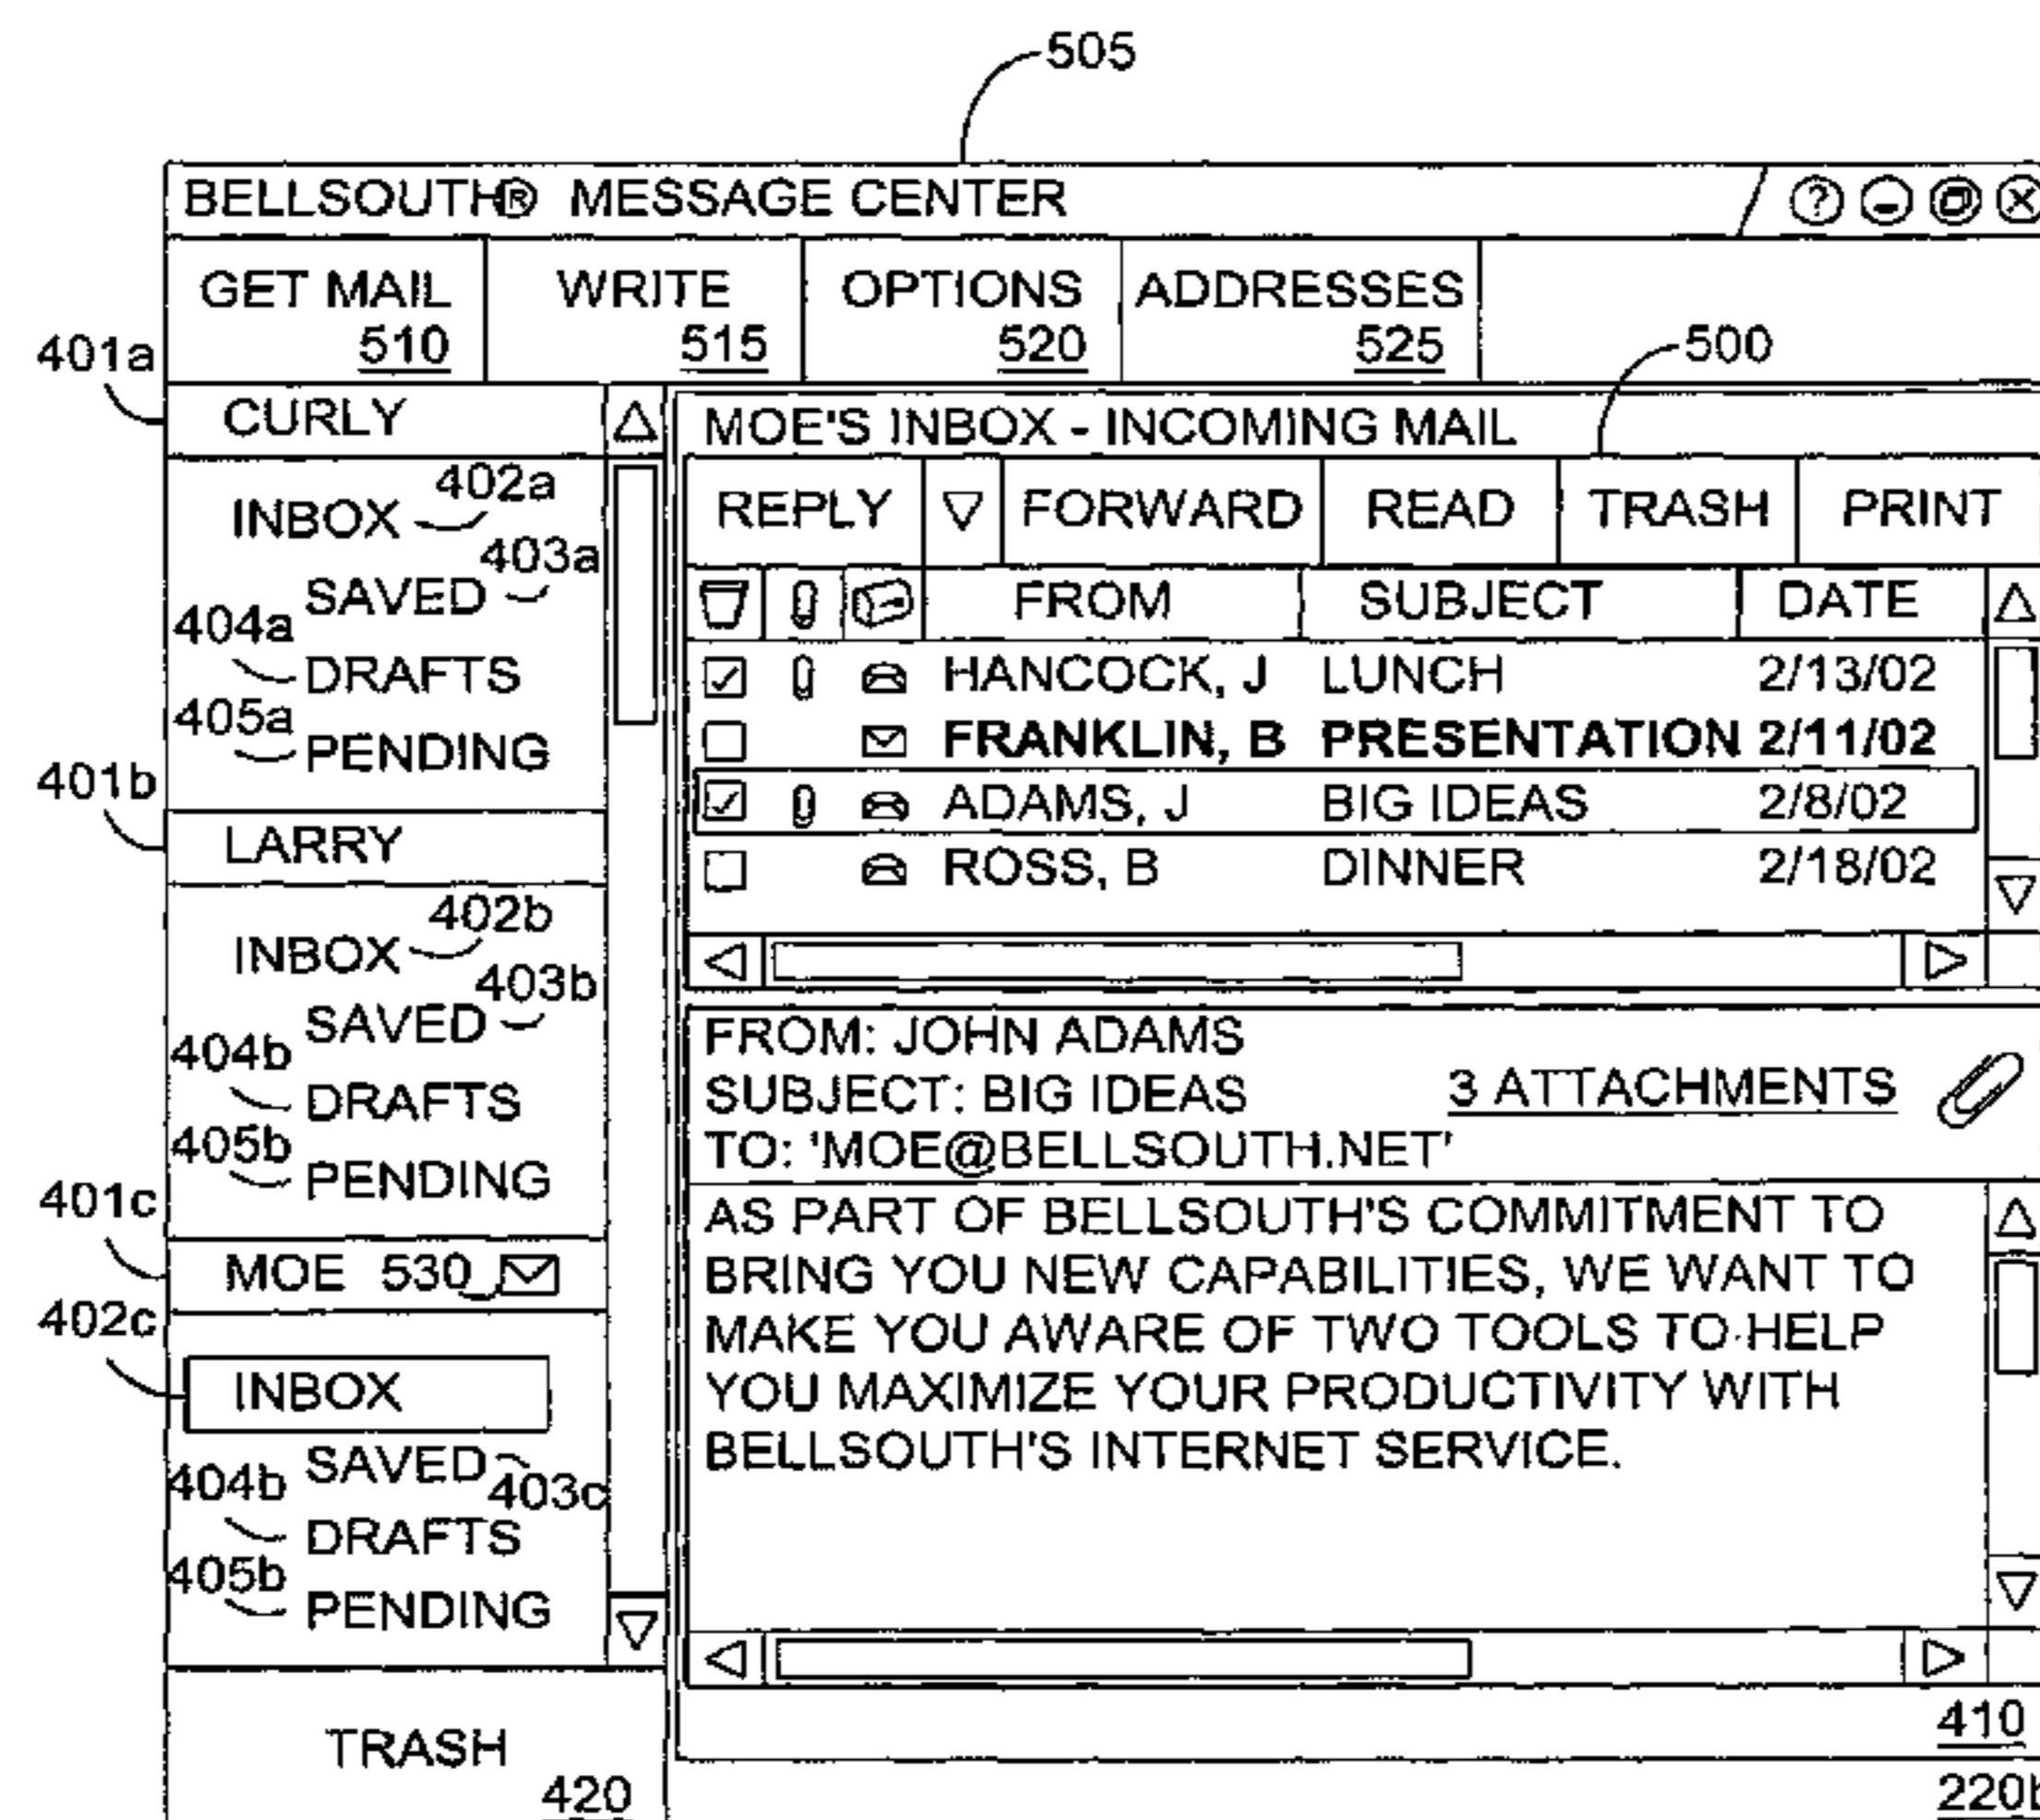 505
BELLSOUTH® MESSAGE CENTER ?
GET MAIL WRITE OPTIONS ADDRESSES
510 515 520 525
401a
500
CURLY
402a
INBOX
403a
SAVED
404a
DRAFTS
405a
PENDING
401b
LARRY
402b
INBOX
403b
SAVED
404b
DRAFTS
405b
PENDING
401c
MOE 530
402c
INBOX
SAVED
404b 403c
DRAFTS
405b
PENDING
TRASH
420
MOE'S INBOX - INCOMING MAIL
REPLY FORWARD READ TRASH PRINT
FROM SUBJECT DATE
HANCOCK, J LUNCH 2/13/02
FRANKLIN, B PRESENTATION 2/11/02
ADAMS, J BIG IDEAS 2/8/02
ROSS, B DINNER 2/18/02
FROM: JOHN ADAMS
SUBJECT: BIG IDEAS 3 ATTACHMENTS
TO: 'MOE@BELLSOUTH.NET'
AS PART OF BELLSOUTH'S COMMITMENT TO
BRING YOU NEW CAPABILITIES, WE WANT TO
MAKE YOU AWARE OF TWO TOOLS TO HELP
YOU MAXIMIZE YOUR PRODUCTIVITY WITH
BELLSOUTH'S INTERNET SERVICE.
410